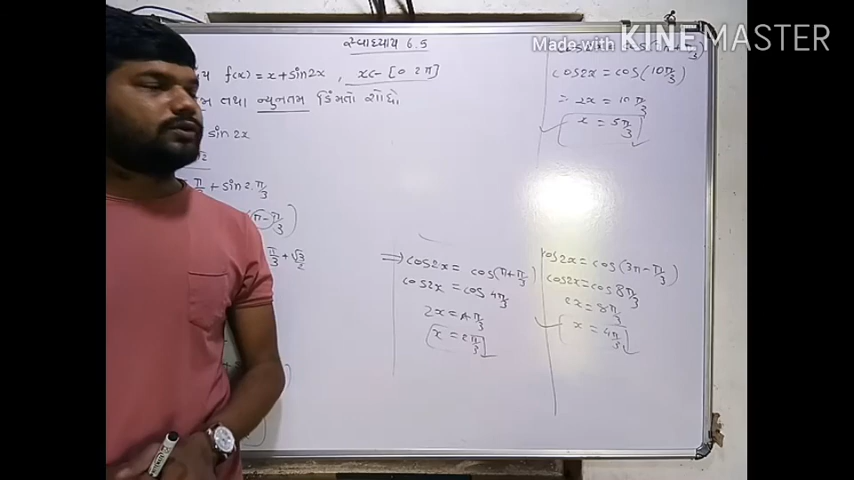 Made with KINEMASTER
સ્વાધ્યાય 6.5
f(x) = x + sin2x , x ∈ [0 2π]
તથા ન્યુનતમ કિંમતો શોધો
sin 2x
π/3 + sin 2.π/3
(π - π/3)
π/3 + √3/2
cos2x = cos(10π/3)
∴ 2x = 10π/3
x = 5π/3
⇒ cos2x = cos(π + π/3)
cos2x = cos 4π/3
2x = 4π/3
x = 2π/3
cos2x = cos(3π - π/3)
cos2x = cos 8π/3
2x = 8π/3
x = 4π/3